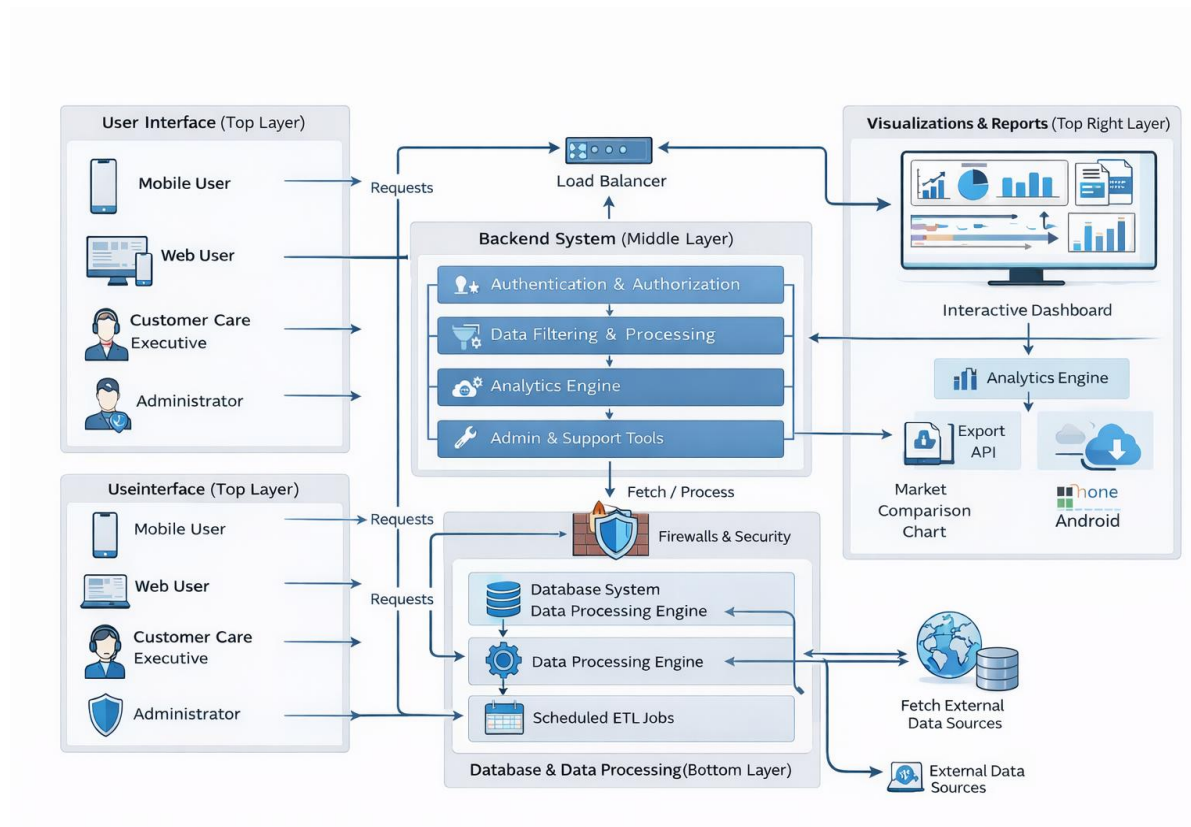 User Interface (Top Layer)
Mobile User
Web User
Customer Care
Executive
Administrator
Useinterface (Top Layer)
Mobile User
Web User
Customer Care
Executive
Administrator
Requests
Requests
Requests
Load Balancer
Backend System (Middle Layer)
Authentication & Authorization
Data Filtering & Processing
Analytics Engine
Admin & Support Tools
Fetch / Process
Firewalls & Security
Database System
Data Processing Engine
Data Processing Engine
Scheduled ETL Jobs
Database & Data Processing(Bottom Layer)
Visualizations & Reports (Top Right Layer)
Interactive Dashboard
Analytics Engine
Export
API
Market
Comparison
Chart
Android
Fetch External
Data Sources
External Data
Sources